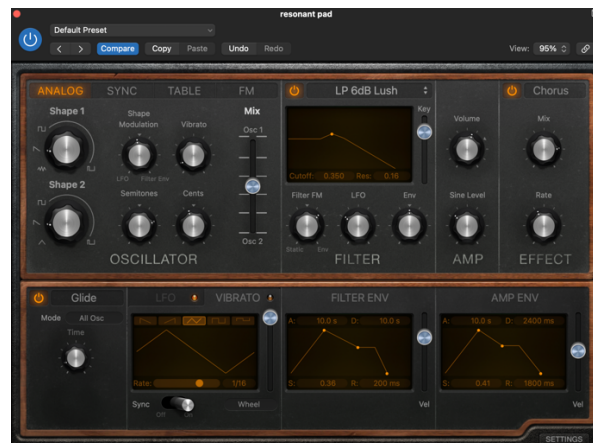 resonant pad
Default Preset
Compare Copy Paste Undo Redo View: 95%
ANALOG SYNC TABLE FM LP 6dB Lush Chorus
Shape 1 Shape Modulation Vibrato Mix Key Volume Mix
Osc 1
LFO Filter Env
Cutoff: 0.350 Res: 0.16
Shape 2 Semitones Cents Filter FM LFO Env Sine Level Rate
Osc 2 Static Env
OSCILLATOR FILTER AMP EFFECT
Glide LFO VIBRATO FILTER ENV AMP ENV
Mode All Osc A: 10.0 s D: 10.0 s A: 10.0 s D: 2400 ms
Time
Rate: 1/16 S: 0.36 R: 200 ms S: 0.41 R: 1600 ms
Sync Off On Wheel Vel Vel
SETTINGS